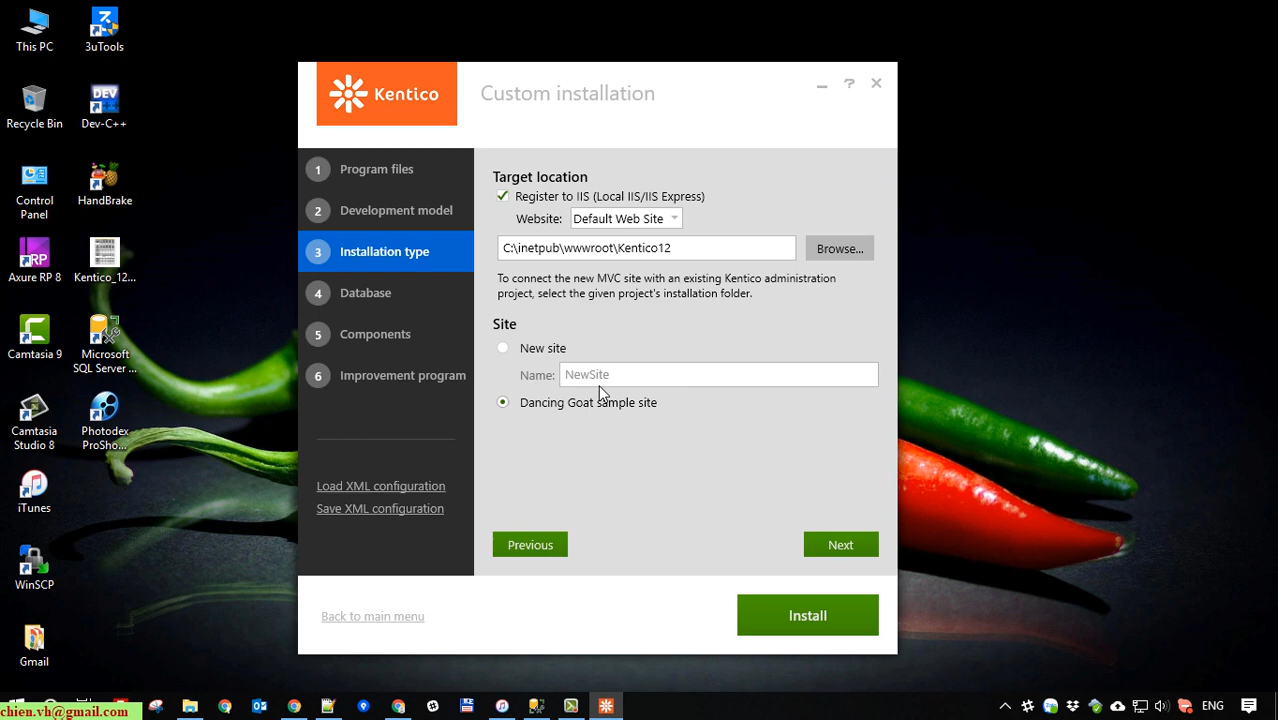 This PC
3uTools
Recycle Bin
DEV
Dev-C++
Control
Panel
HandBrake
RP
Axure RP 8
Kentico_12...
Camtasia 9
Microsoft
SQL Server ...
Camtasia
Studio 8
Photodex
ProSho...
iTunes
WinSCP
Gmail
Kentico
Custom installation
1 Program files
2 Development model
3 Installation type
4 Database
5 Components
6 Improvement program
Load XML configuration
Save XML configuration
Target location
Register to IIS (Local IIS/IIS Express)
Website: Default Web Site
C:\inetpub\wwwroot\Kentico12
Browse...
To connect the new MVC site with an existing Kentico administration
project, select the given project's installation folder.
Site
New site
Name: NewSite
Dancing Goat sample site
Previous
Next
Back to main menu
Install
chien.vh@gmail.com
ENG